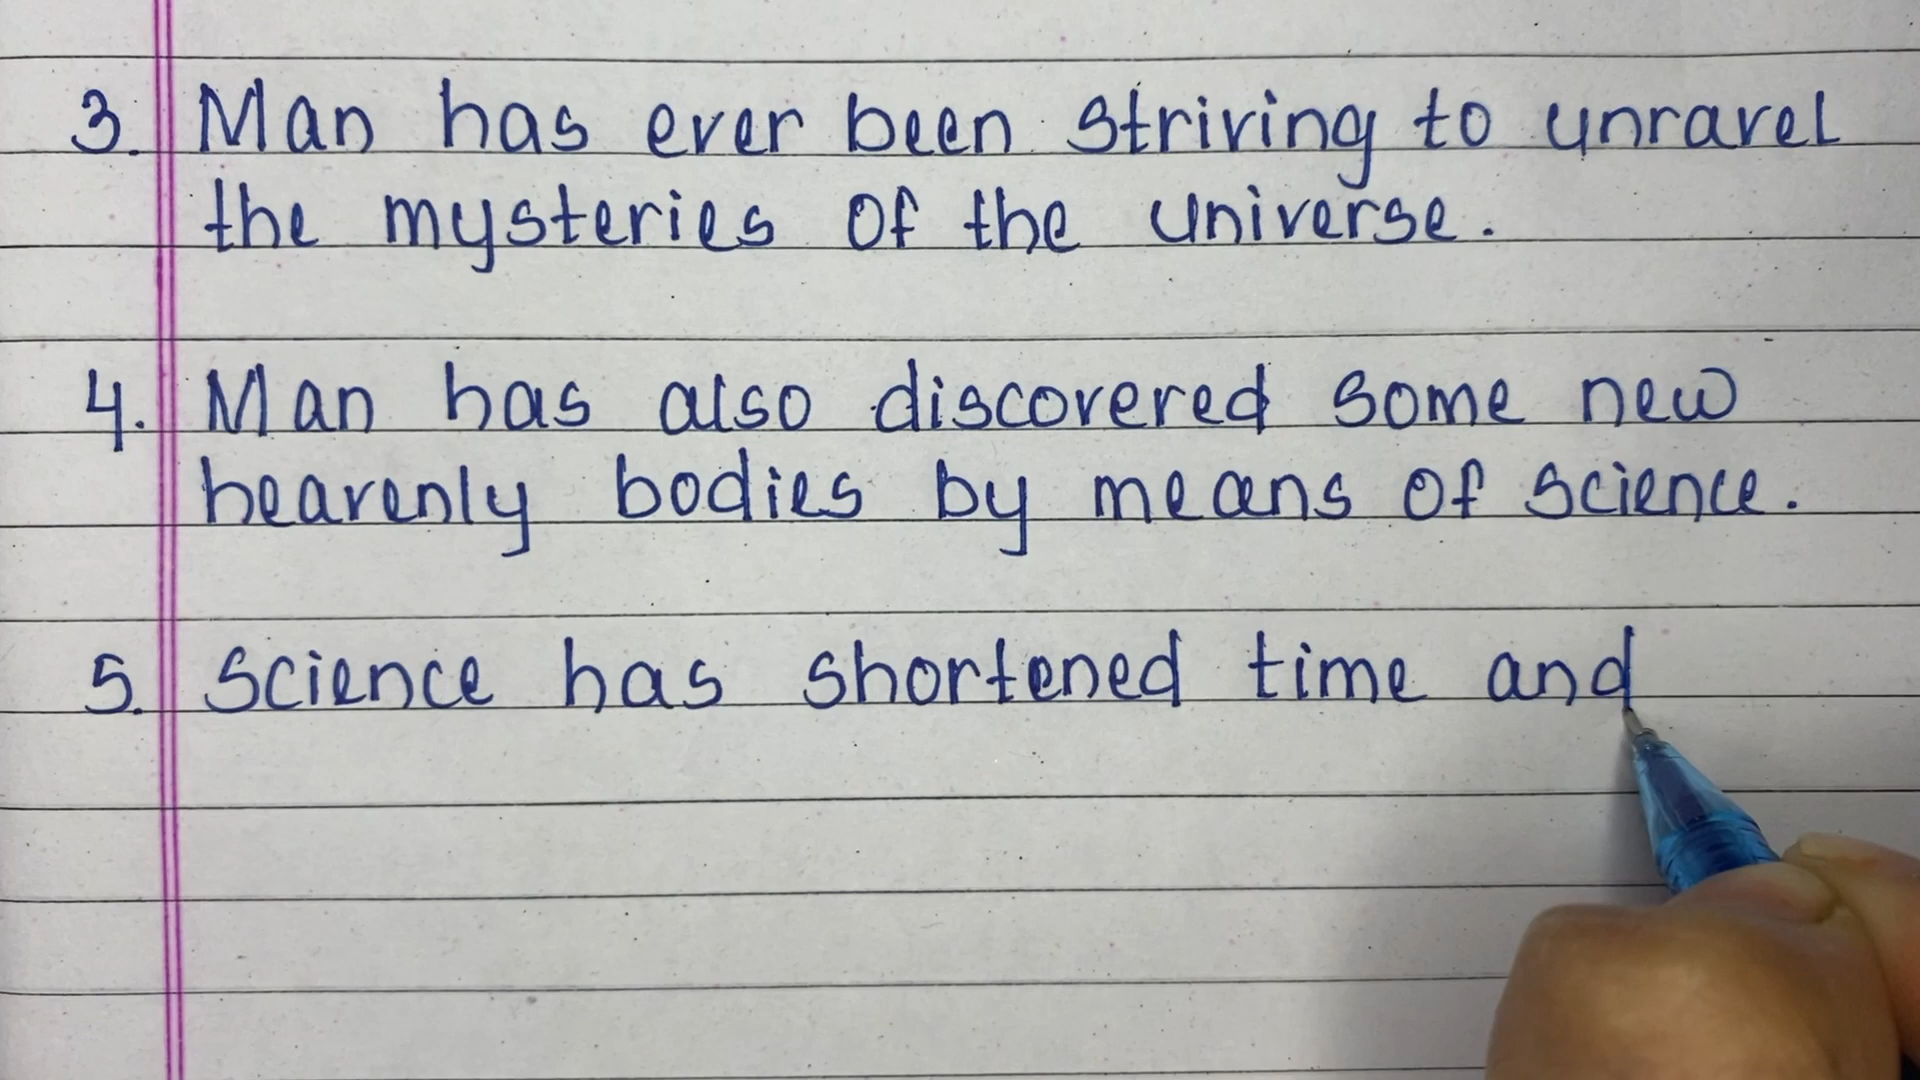 3. Man has ever been striving to unravel
the mysteries of the universe.
4. Man has also discovered some new
heavenly bodies by means of science.
5. Science has shortened time and